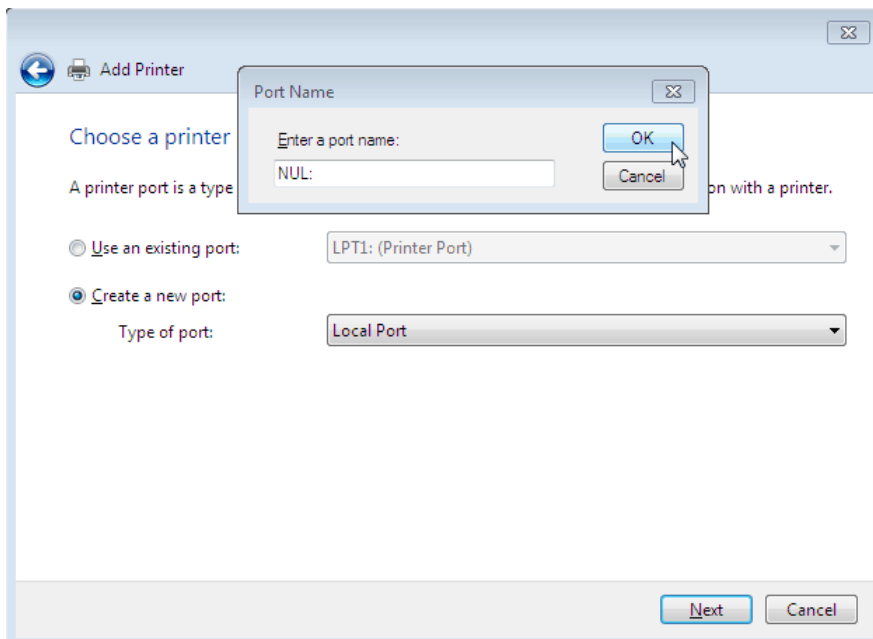 Add Printer
Port Name
Enter a port name:
OK
NUL:
Cancel
Choose a printer
A printer port is a type
on with a printer.
Use an existing port:
LPT1: (Printer Port)
Create a new port:
Type of port:
Local Port
Next
Cancel